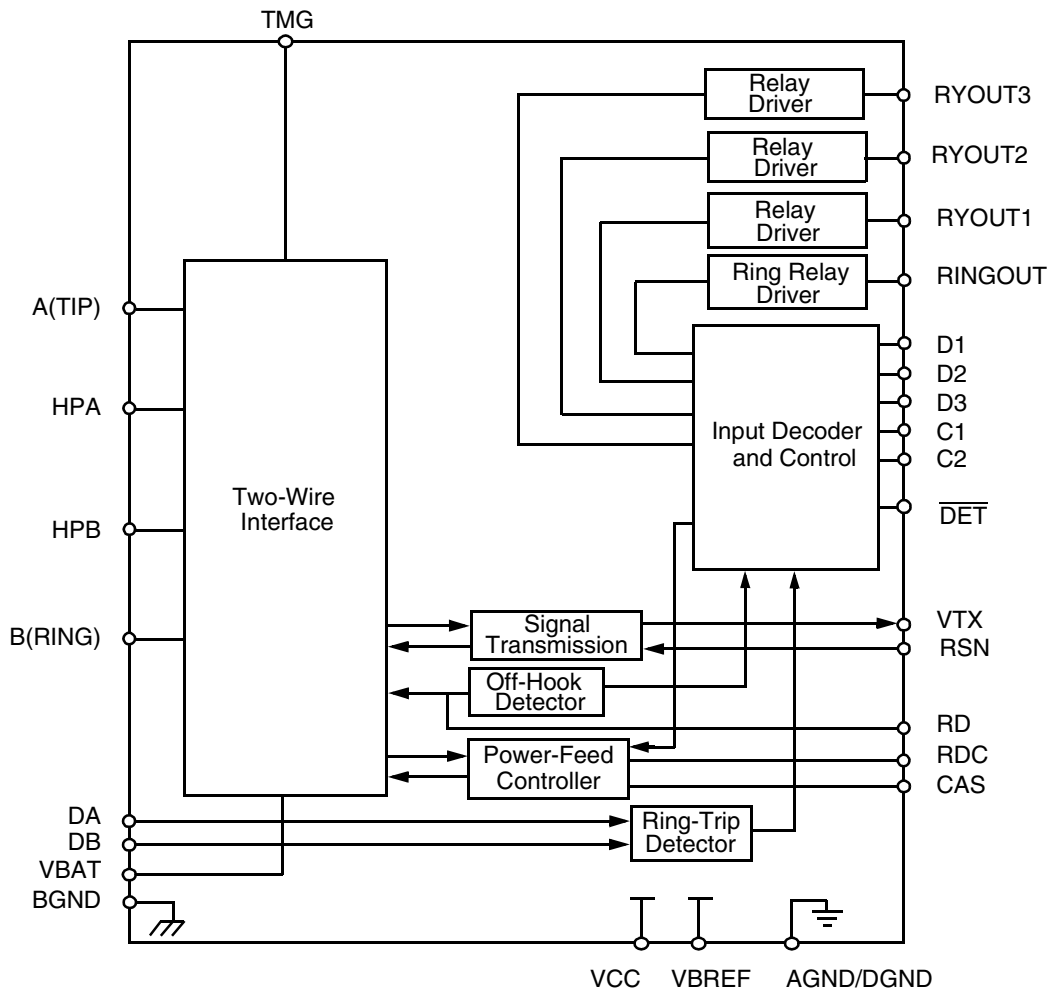 TMG
Relay
Driver
RYOUT3
Relay
Driver
RYOUT2
Relay
Driver
RYOUT1
Ring Relay
Driver
RINGOUT
A(TIP)
HPA
HPB
B(RING)
Two-Wire
Interface
Input Decoder
and Control
D1
D2
D3
C1
C2
DET
Signal
Transmission
VTX
RSN
Off-Hook
Detector
RD
Power-Feed
Controller
RDC
CAS
DA
DB
VBAT
BGND
Ring-Trip
Detector
VCC
VBREF
AGND/DGND